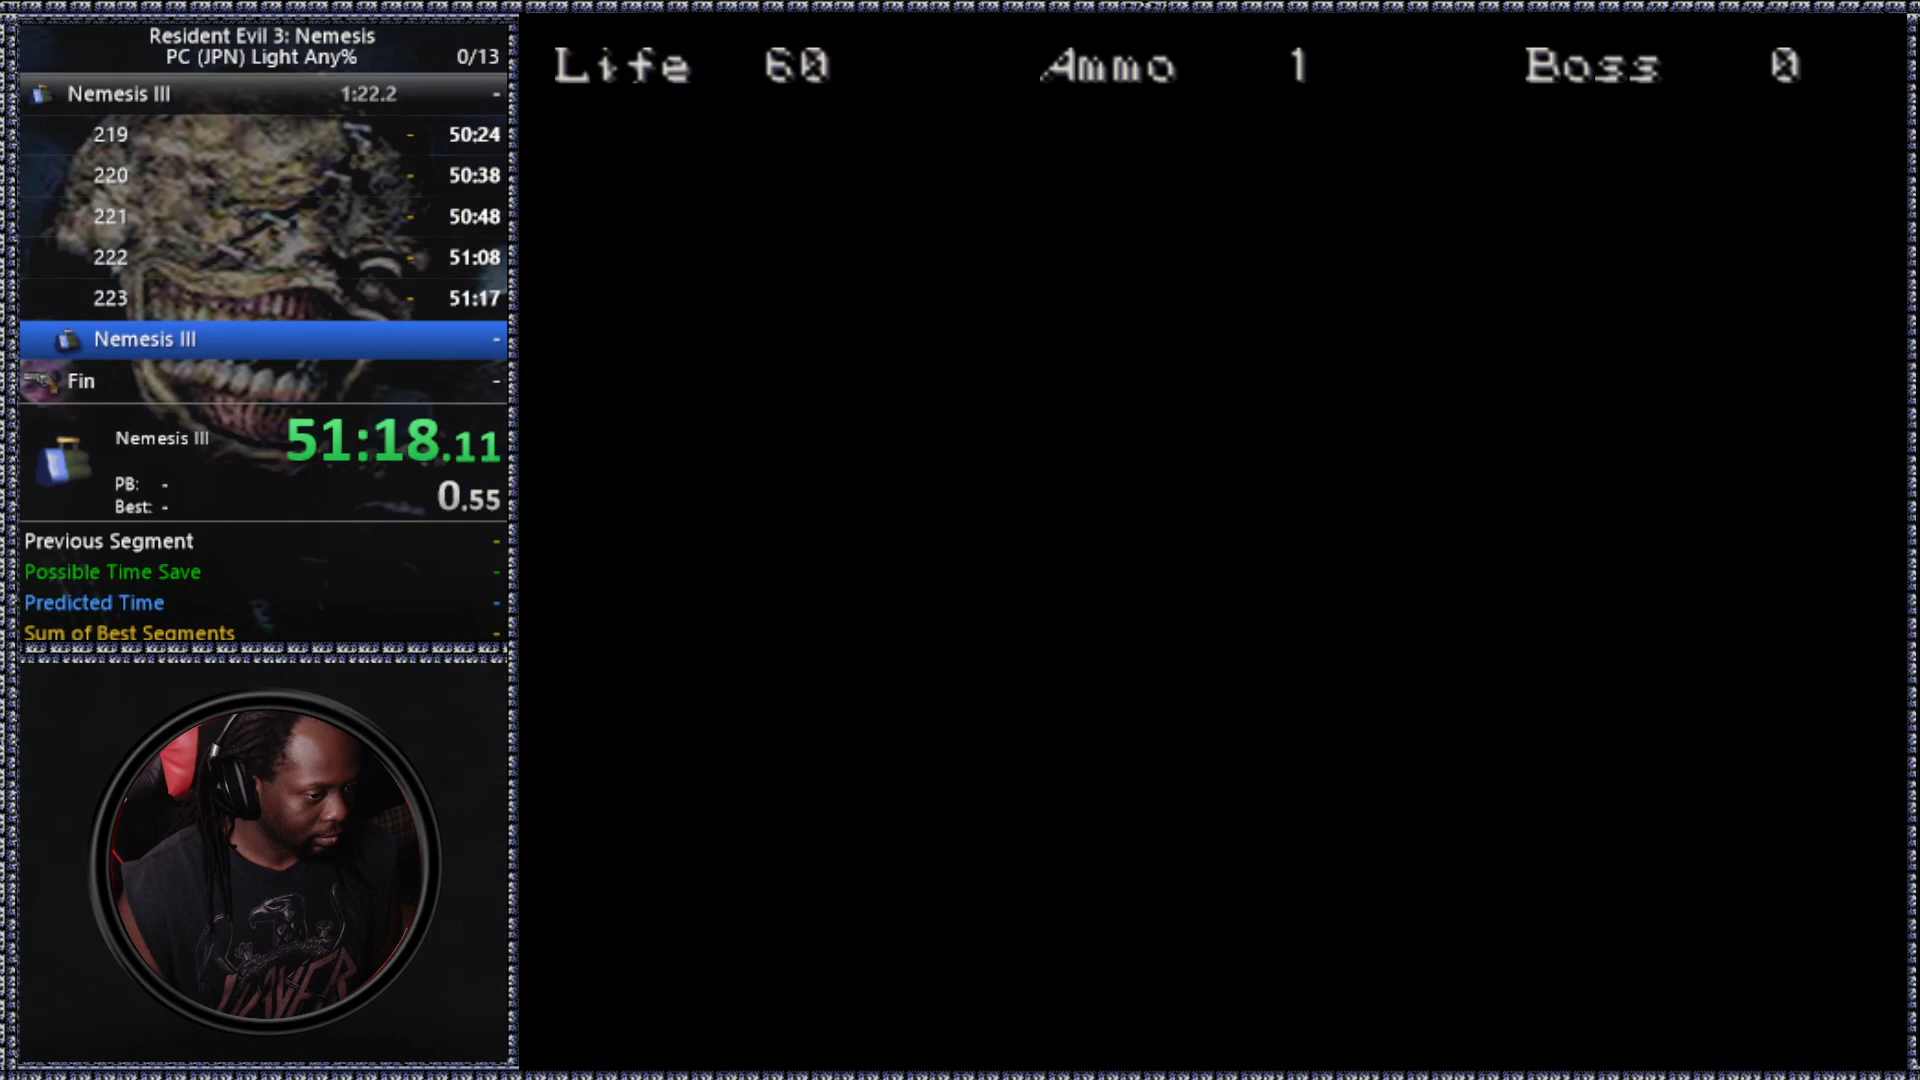 Resident Evil 3: Nemesis
PC (JPN) Light Any% 0/13
Nemesis III 1:22.2 -
219 - 50:24
220 - 50:38
221 - 50:48
222 - 51:08
223 - 51:17
Nemesis III -
Fin -
Nemesis III 51:18.11
PB: -
Best: -
0.55
Previous Segment -
Possible Time Save -
Predicted Time -
Sum of Best Segments -
Life 60 Ammo 1 Boss 0
SLAYER